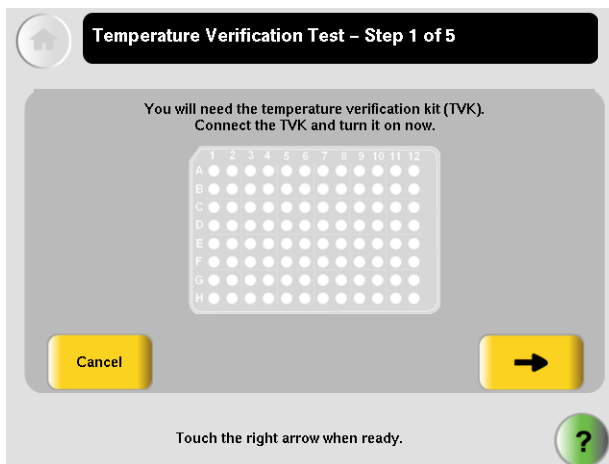 Temperature Verification Test – Step 1 of 5
You will need the temperature verification kit (TVK).
Connect the TVK and turn it on now.
1 2 3 4 5 6 7 8 9 10 11 12
A
B
C
D
E
F
G
H
Cancel
Touch the right arrow when ready.
?